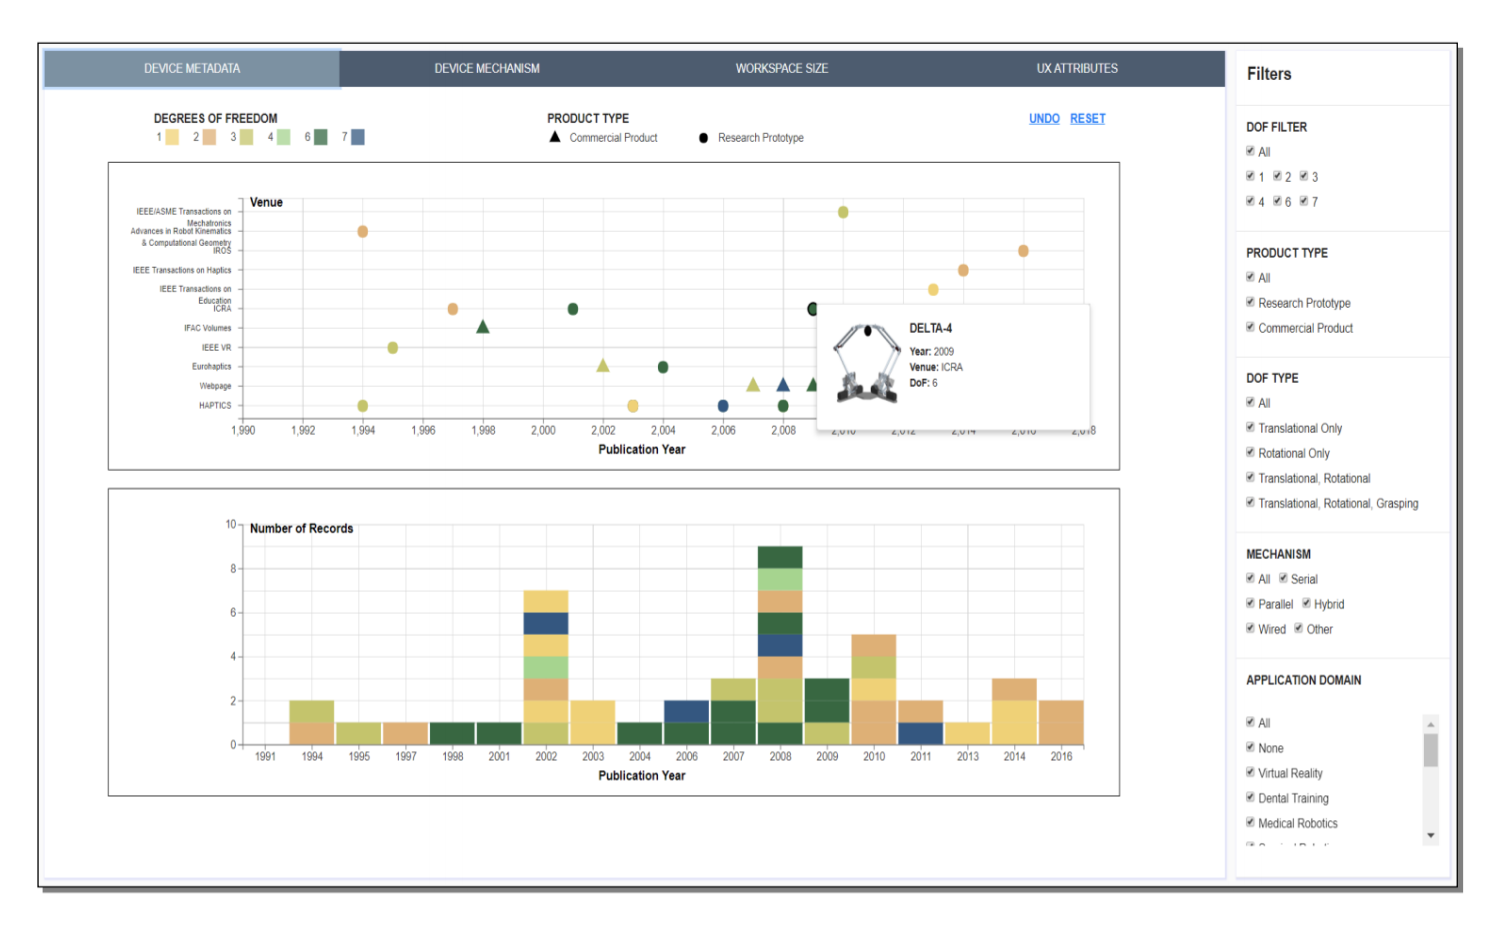 DEVICE METADATA DEVICE MECHANISM WORKSPACE SIZE UX ATTRIBUTES
DEGREES OF FREEDOM
1 2 3 4 6 7
PRODUCT TYPE
Commercial Product Research Prototype
UNDO RESET
Venue
IEEE/ASME Transactions on
Mechatronics
Advances in Robot Kinematics
& Computational Geometry
IROS
IEEE Transactions on Haptics
IEEE Transactions on
Education
ICRA
IFAC Volumes
IEEE VR
Eurohaptics
Webpage
HAPTICS
1,990 1,992 1,994 1,996 1,998 2,000 2,002 2,004 2,006 2,008 2,010 2,012 2,014 2,016 2,018
Publication Year
DELTA-4
Year: 2009
Venue: ICRA
DoF: 6
Number of Records
10
8
6
4
2
0
1991 1994 1995 1997 1998 2001 2002 2003 2004 2006 2007 2008 2009 2010 2011 2013 2014 2016
Publication Year
Filters
DOF FILTER
All
1 2 3
4 6 7
PRODUCT TYPE
All
Research Prototype
Commercial Product
DOF TYPE
All
Translational Only
Rotational Only
Translational, Rotational
Translational, Rotational, Grasping
MECHANISM
All Serial
Parallel Hybrid
Wired Other
APPLICATION DOMAIN
All
None
Virtual Reality
Dental Training
Medical Robotics